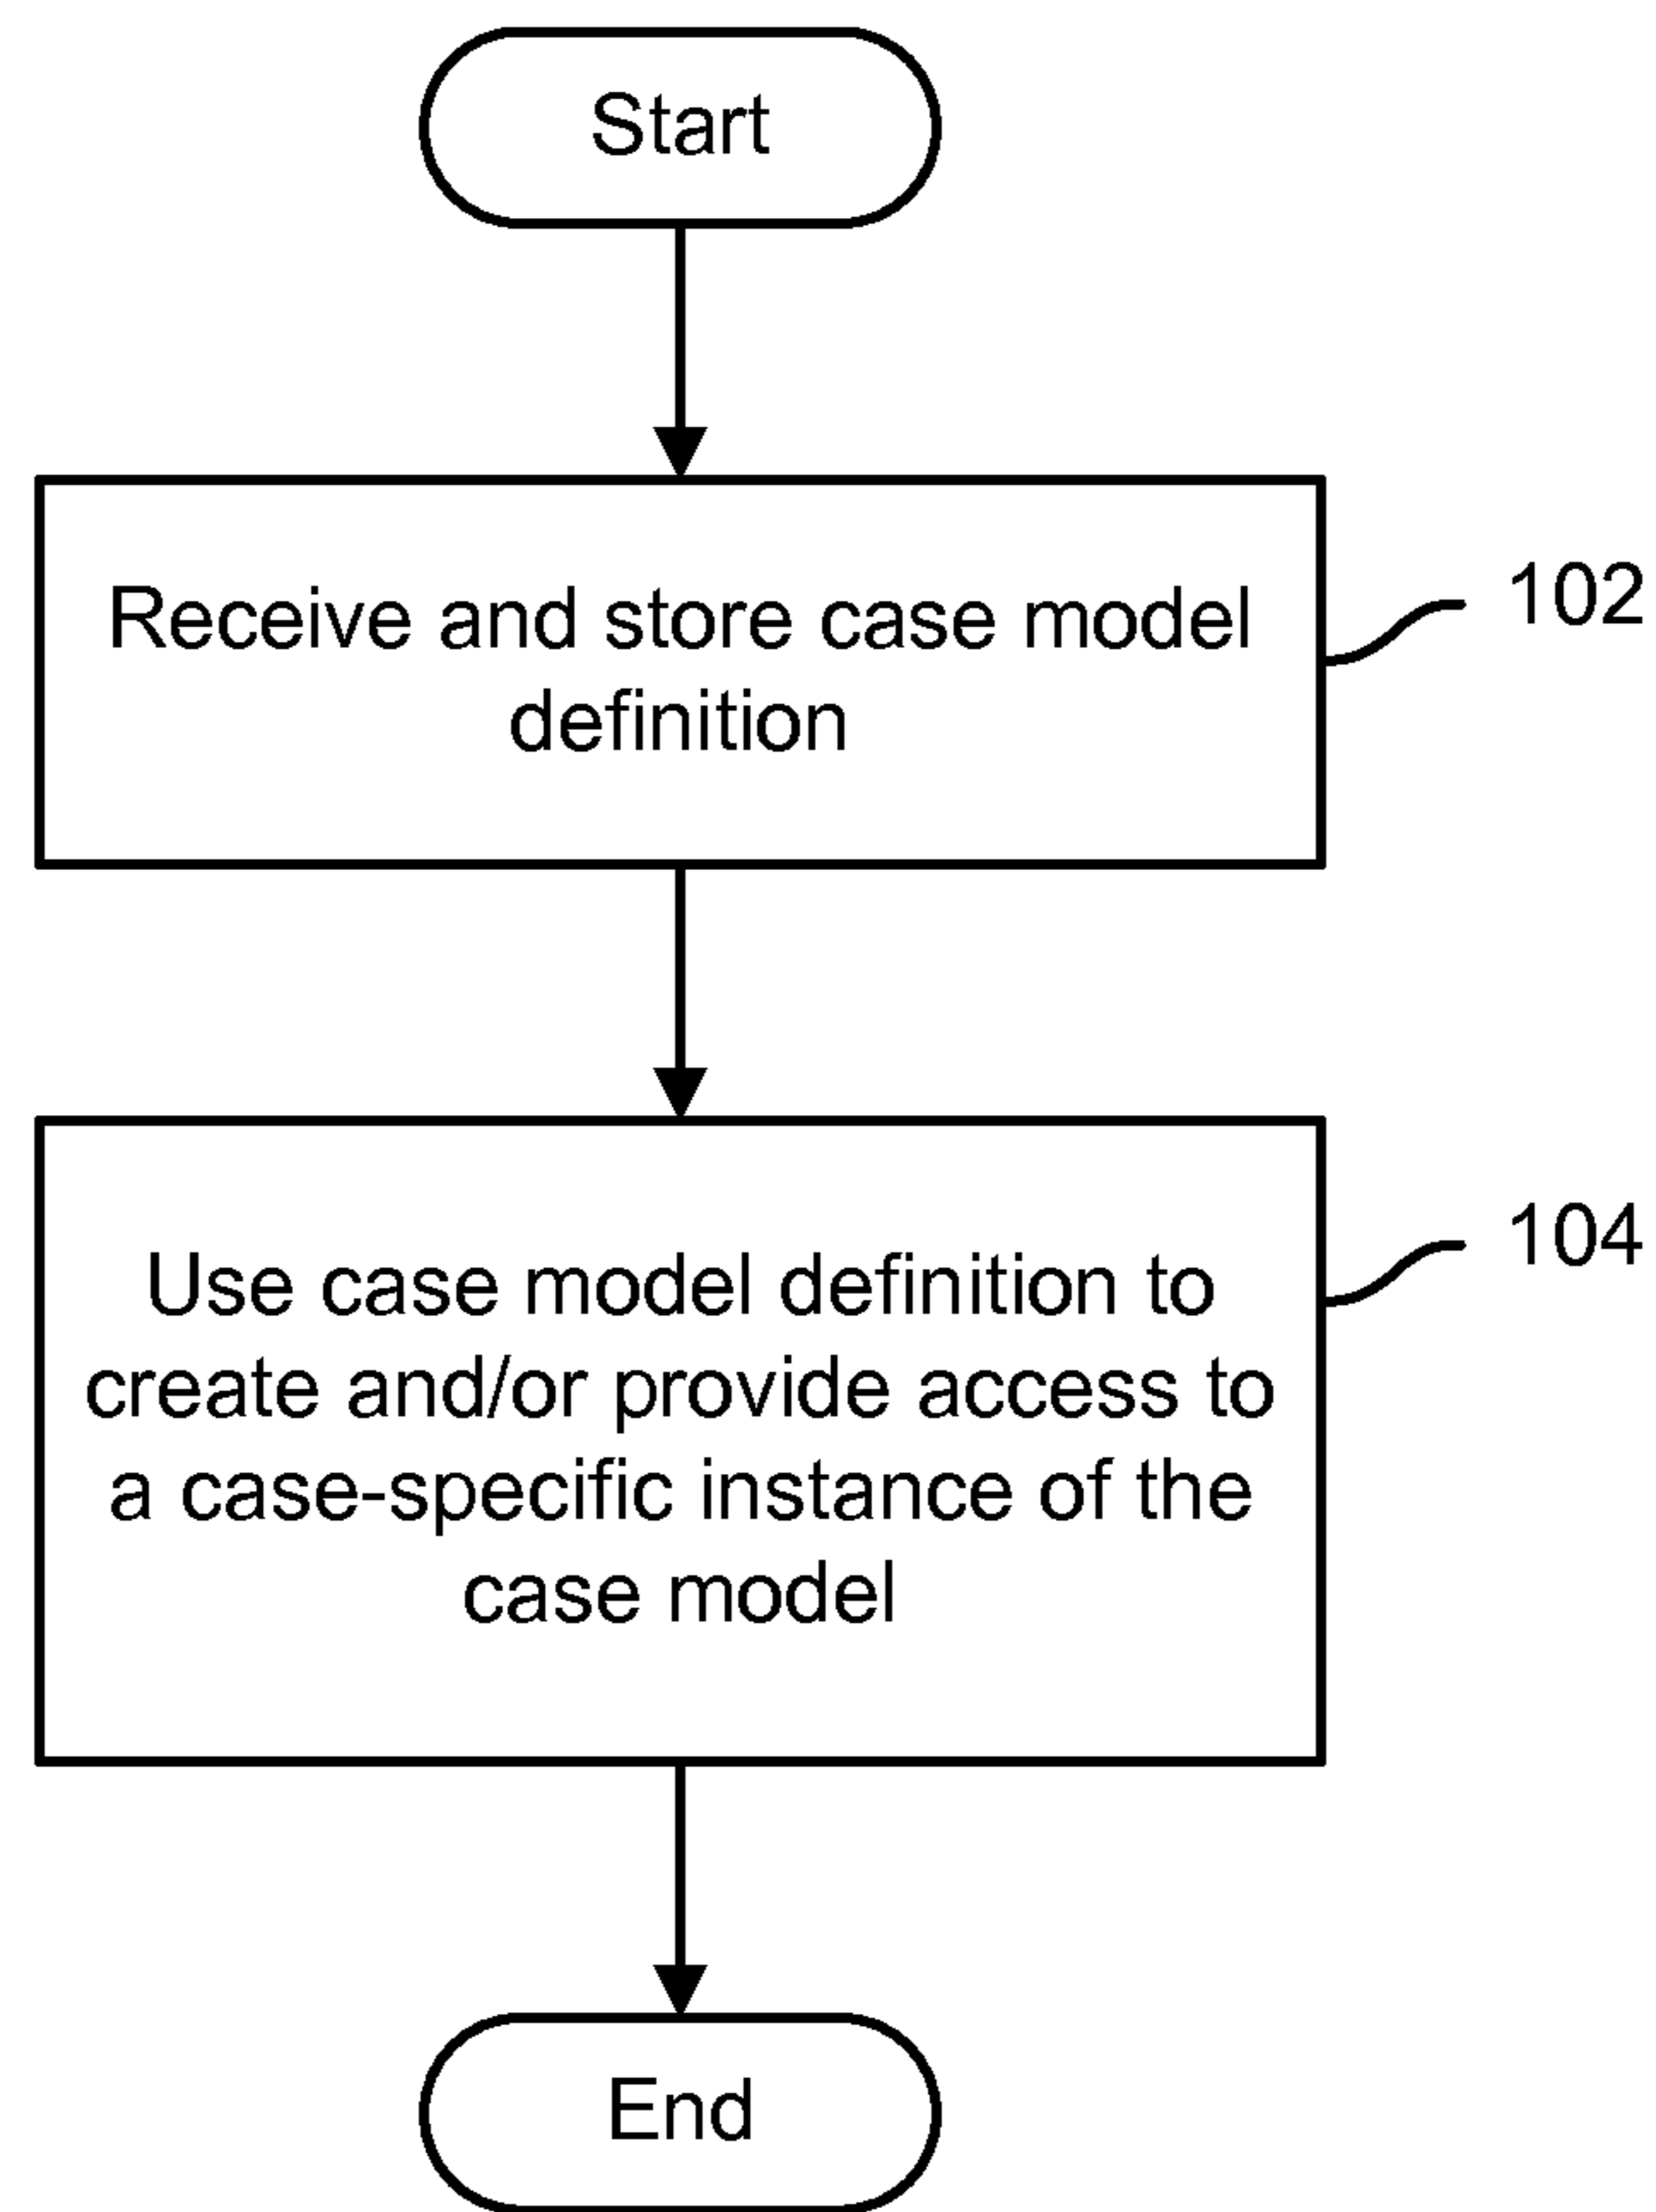 Start
Receive and store case model
definition
102
Use case model definition to
create and/or provide access to
a case-specific instance of the
case model
104
End